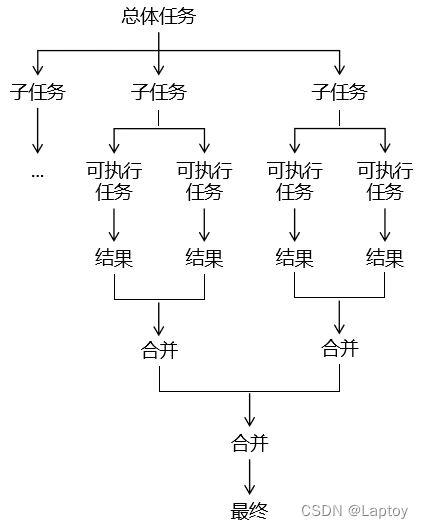 总体任务
子任务 子任务 子任务
... 可执行 可执行 可执行 可执行
任务 任务 任务 任务
结果 结果 结果 结果
合并 合并
合并
最终 CSDN @Laptoy